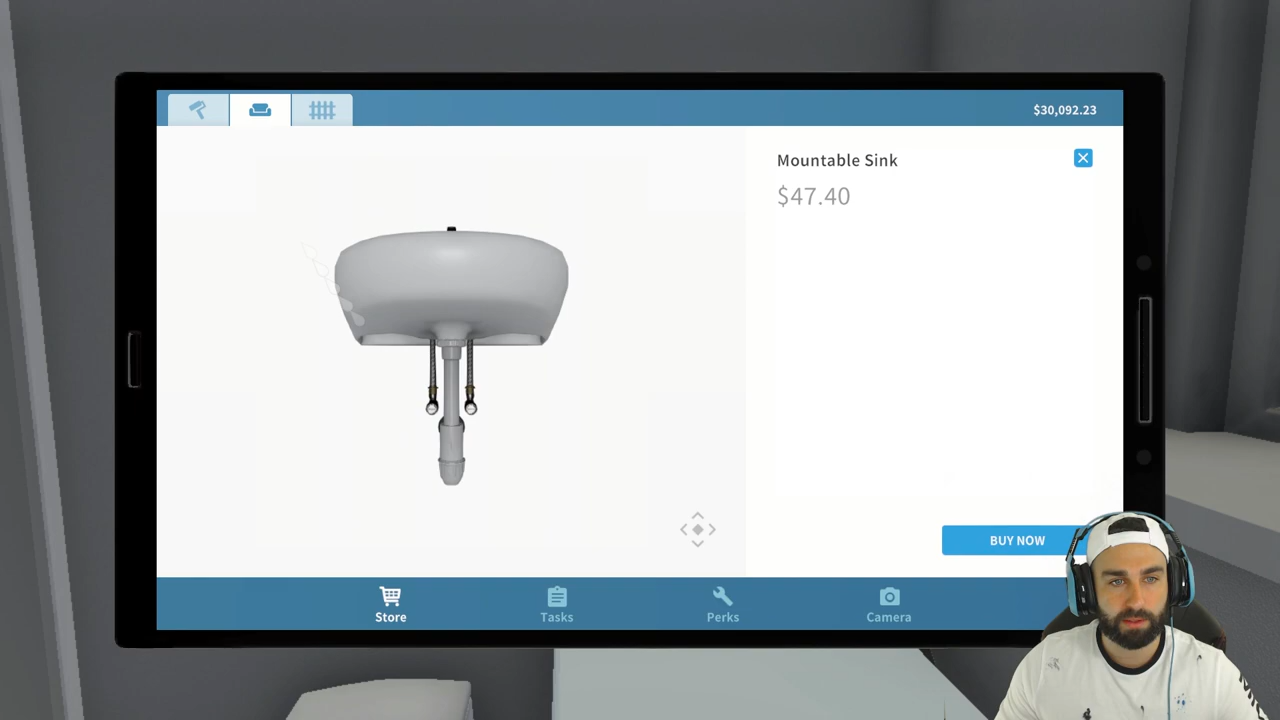 $30,092.23
Mountable Sink
$47.40
BUY NOW
Store
Tasks
Perks
Camera